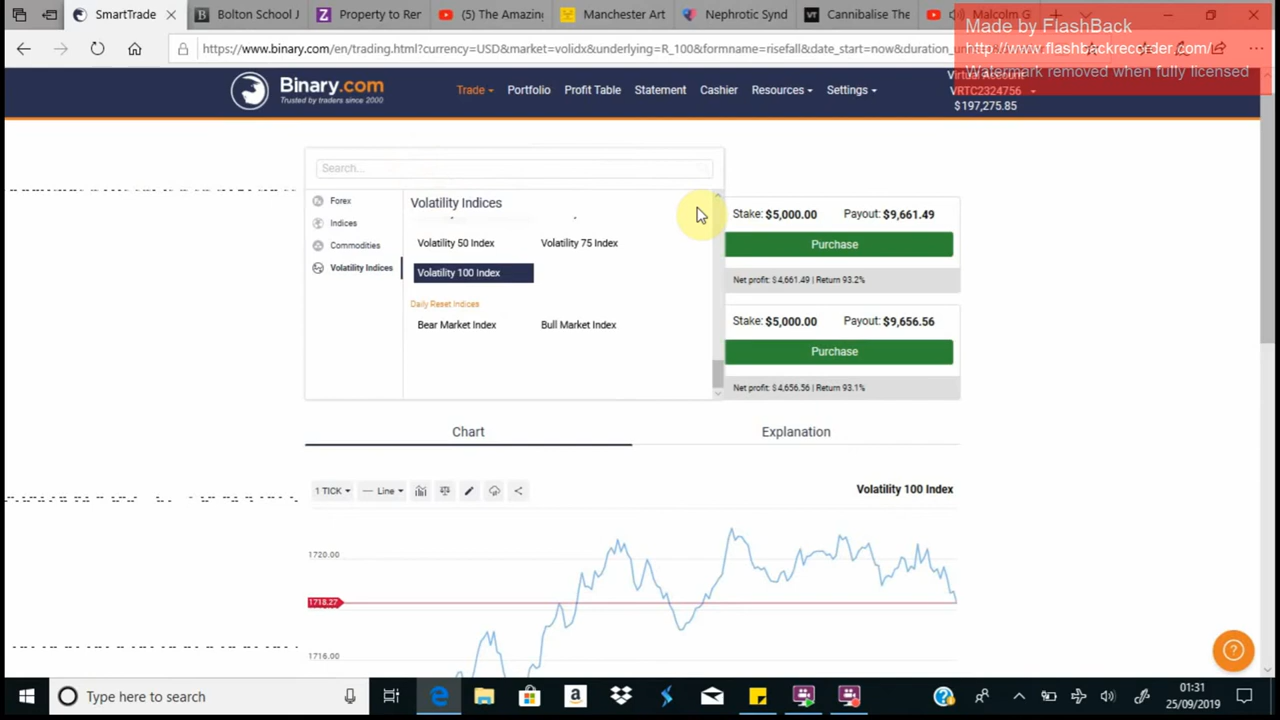 SmartTrade
Bolton School J
Property to Rer
(5) The Amazing
Manchester Art
Nephrotic Synd
Cannibalise The
Malcolm G
Made by FlashBack
http://www.flashbackrecorder.com/
Watermark removed when fully licensed
https://www.binary.com/en/trading.html?currency=USD&market=volidx&underlying=R_100&formname=risefall&date_start=now&duration_un
Binary.com
Trusted by traders since 2000
Trade
Portfolio
Profit Table
Statement
Cashier
Resources
Settings
Virtual Account
VRTC2324756
$197,275.85
Search...
Forex
Indices
Commodities
Volatility Indices
Volatility Indices
Volatility 50 Index
Volatility 75 Index
Volatility 100 Index
Daily Reset Indices
Bear Market Index
Bull Market Index
Stake: $5,000.00 Payout: $9,661.49
Purchase
Net profit: $4,661.49 | Return 93.2%
Stake: $5,000.00 Payout: $9,656.56
Purchase
Net profit: $4,656.56 | Return 93.1%
Chart
Explanation
1 TICK
Line
Volatility 100 Index
1720.00
1718.27
1716.00
Type here to search
01:31
25/09/2019